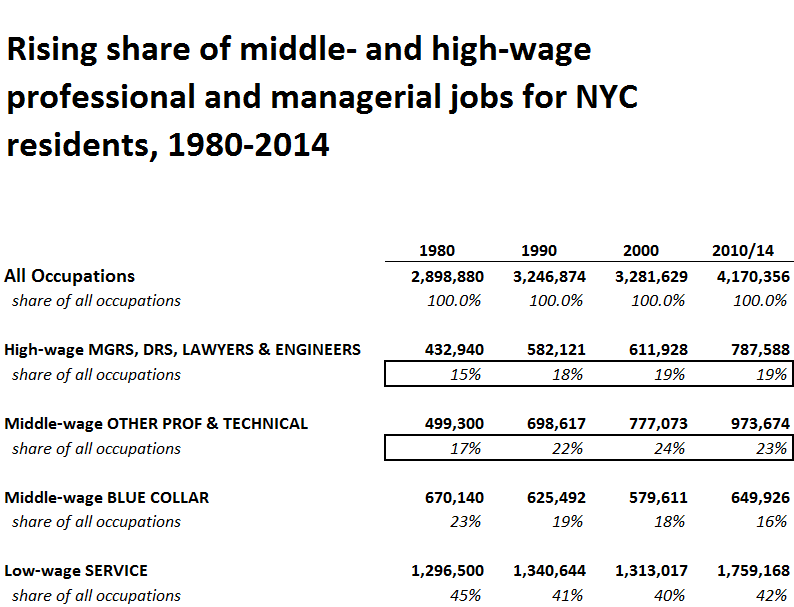 Rising share of middle- and high-wage
professional and managerial jobs for NYC
residents, 1980-2014
1980 1990 2000 2010/14
All Occupations 2,898,880 3,246,874 3,281,629 4,170,356
share of all occupations 100.0% 100.0% 100.0% 100.0%
High-wage MGRS, DRS, LAWYERS & ENGINEERS 432,940 582,121 611,928 787,588
share of all occupations 15% 18% 19% 19%
Middle-wage OTHER PROF & TECHNICAL 499,300 698,617 777,073 973,674
share of all occupations 17% 22% 24% 23%
Middle-wage BLUE COLLAR 670,140 625,492 579,611 649,926
share of all occupations 23% 19% 18% 16%
Low-wage SERVICE 1,296,500 1,340,644 1,313,017 1,759,168
share of all occupations 45% 41% 40% 42%